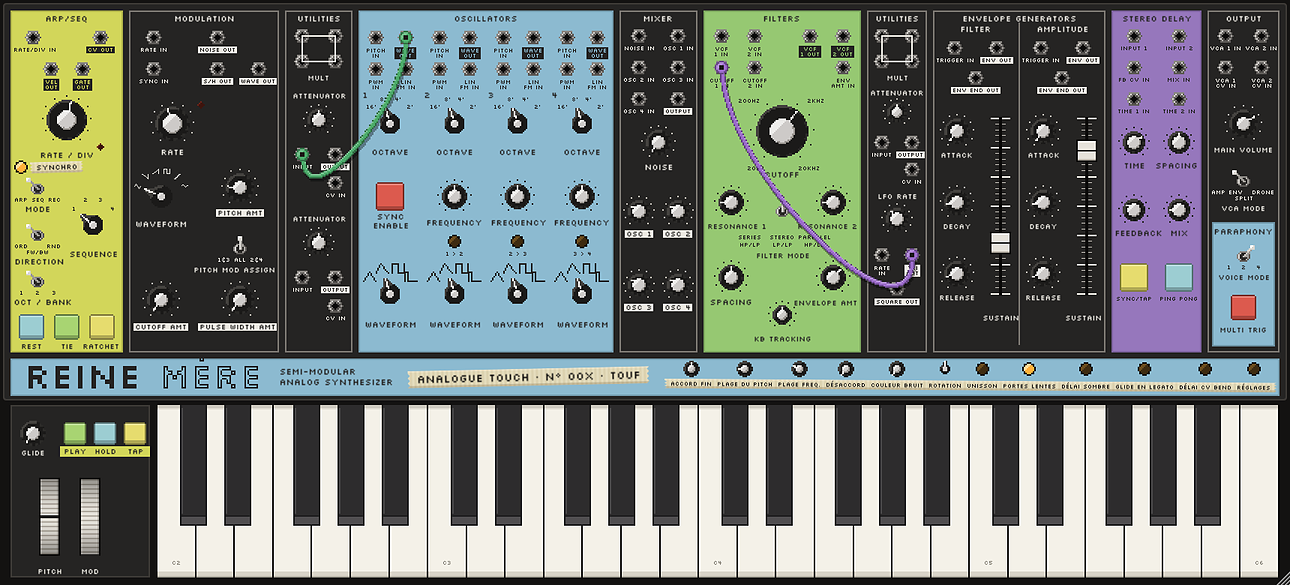 ARP/SEQ
RATE/DIV IN
CV OUT
VEL OUT
GATE OUT
RATE / DIV
SYNCHRO
ARP SEQ REC
MODE
ORD RND
FW/BW
DIRECTION
1 2 3 4
SEQUENCE
1 2 3
OCT / BANK
REST
TIE
RATCHET
MODULATION
RATE IN
NOISE OUT
SYNC IN
S/H OUT
WAVE OUT
RATE
WAVEFORM
PITCH AMT
1&3 ALL 2&4
PITCH MOD ASSIGN
CUTOFF AMT
PULSE WIDTH AMT
UTILITIES
MULT
ATTENUATOR
INPUT
OUTPUT
CV IN
ATTENUATOR
INPUT
OUTPUT
CV IN
OSCILLATORS
PITCH IN
PITCH IN
WAVE OUT
PITCH IN
WAVE OUT
PITCH IN
WAVE OUT
PWM IN
LIN FM IN
PWM IN
LIN FM IN
PWM IN
LIN FM IN
PWM IN
LIN FM IN
1 2 3 4
16' 8' 4' 2'
16' 8' 4' 2'
16' 8' 4' 2'
16' 8' 4' 2'
OCTAVE
OCTAVE
OCTAVE
OCTAVE
SYNC ENABLE
FREQUENCY
FREQUENCY
FREQUENCY
1 > 2
2 > 3
3 > 4
WAVEFORM
WAVEFORM
WAVEFORM
WAVEFORM
MIXER
NOISE IN
OSC 1 IN
OSC 2 IN
OSC 3 IN
OSC 4 IN
OUTPUT
NOISE
OSC 1
OSC 2
OSC 3
OSC 4
FILTERS
VCF 1 IN
VCF 2 IN
VCF 1 OUT
VCF 2 OUT
CUTOFF 1 IN
CUTOFF 2 IN
ENV AMT IN
200HZ
2KHZ
20HZ
20KHZ
CUTOFF
RESONANCE 1
RESONANCE 2
SERIES HP/LP
STEREO LP/LP
PARALLEL HP/LP
FILTER MODE
SPACING
ENVELOPE AMT
KB TRACKING
UTILITIES
MULT
ATTENUATOR
INPUT
OUTPUT
CV IN
LFO RATE
RATE IN
SQUARE OUT
ENVELOPE GENERATORS
FILTER
AMPLITUDE
TRIGGER IN
ENV OUT
TRIGGER IN
ENV OUT
ENV END OUT
ENV END OUT
ATTACK
ATTACK
DECAY
DECAY
RELEASE
RELEASE
SUSTAIN
SUSTAIN
STEREO DELAY
INPUT 1
INPUT 2
FB CV IN
MIX IN
TIME 1 IN
TIME 2 IN
TIME
SPACING
FEEDBACK
MIX
SYNC/TAP
PING PONG
OUTPUT
VCA 1 IN
VCA 2 IN
VCA 1 CV IN
VCA 2 CV IN
MAIN VOLUME
AMP ENV
DRONE
SPLIT
VCA MODE
PARAPHONY
1 2 4
VOICE MODE
MULTI TRIG
REINE MÈRE
SEMI-MODULAR
ANALOG SYNTHESIZER
ANALOGUE TOUCH · N° 00X · TOUF
ACCORD FIN
PLAGE DU PITCH
PLAGE FREQ.
DÉSACCORD
COULEUR BRUIT
ROTATION
UNISSON
PORTES LENTES
DÉLAI SOMBRE
GLIDE EN LEGATO
DÉLAI CV BEND
RÉGLAGES
GLIDE
PLAY
HOLD
TAP
PITCH
MOD
C2
C3
C4
C5
C6